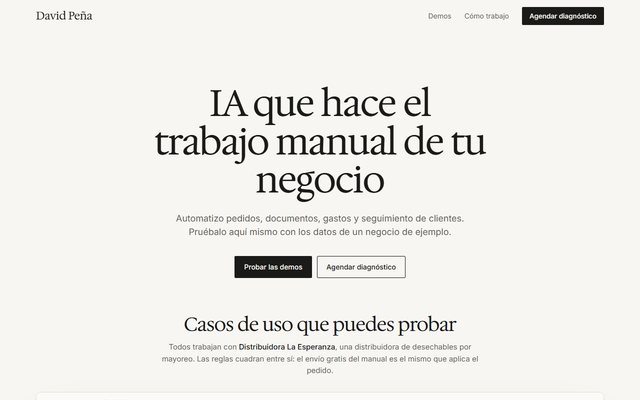 David Peña
Demos
Cómo trabajo
Agendar diagnóstico
IA que hace el
trabajo manual de tu
negocio
Automatizo pedidos, documentos, gastos y seguimiento de clientes.
Pruébalo aquí mismo con los datos de un negocio de ejemplo.
Probar las demos
Agendar diagnóstico
Casos de uso que puedes probar
Todos trabajan con Distribuidora La Esperanza, una distribuidora de desechables por
mayoreo. Las reglas cuadran entre sí: el envío gratis del manual es el mismo que aplica el
pedido.